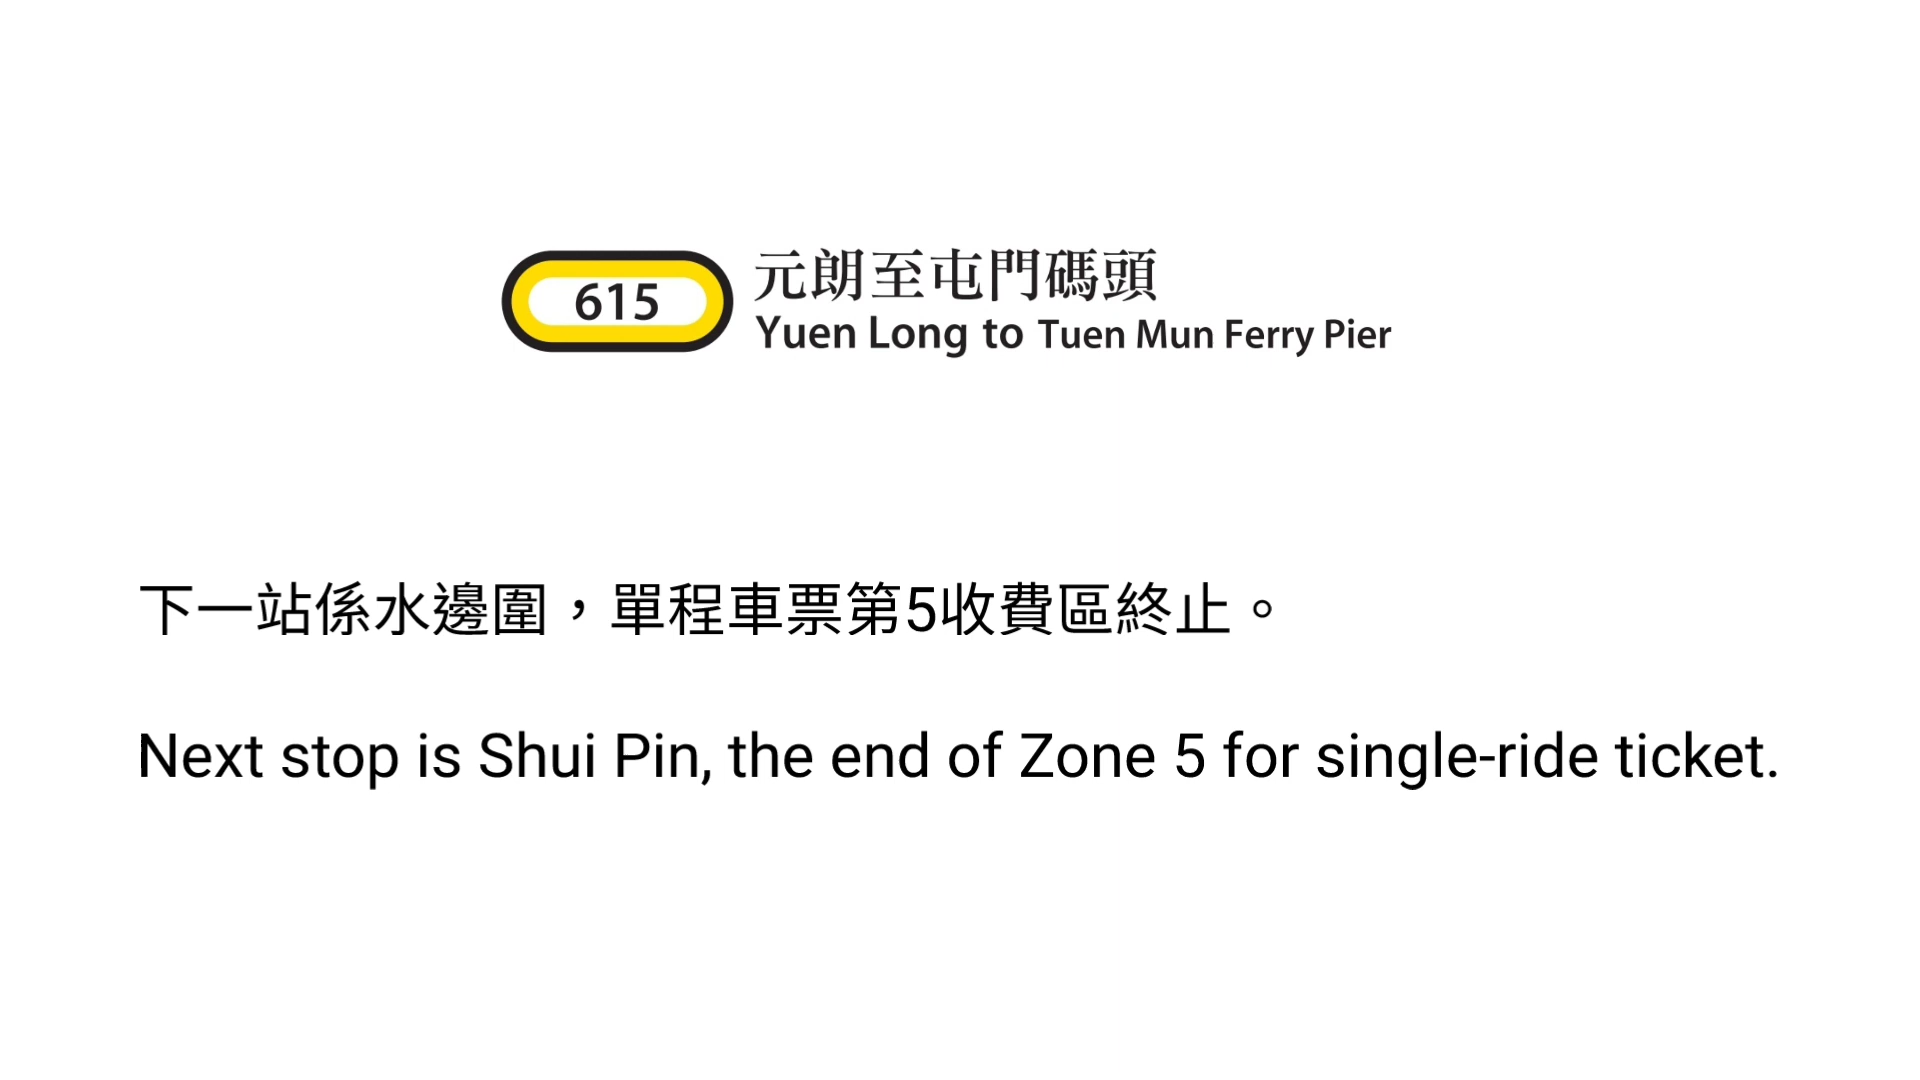 615
元朗至屯門碼頭
Yuen Long to Tuen Mun Ferry Pier
下一站係水邊圍，單程車票第5收費區終止。
Next stop is Shui Pin, the end of Zone 5 for single-ride ticket.